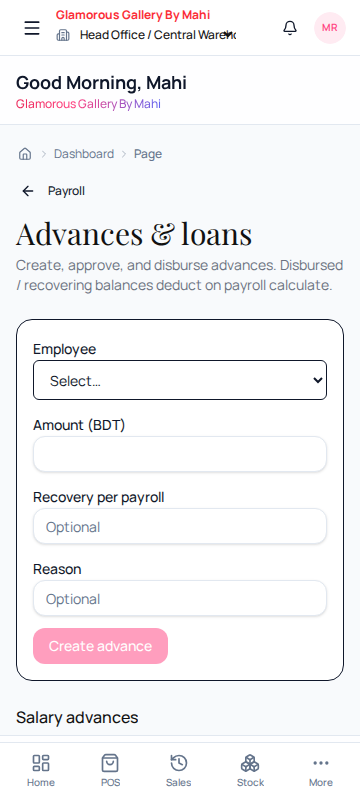 Glamorous Gallery By Mahi
Head Office / Central
MR
Good Morning, Mahi
Glamorous Gallery By Mahi
Dashboard
Page
Payroll
Advances & loans
Create, approve, and disburse advances. Disbursed
/ recovering balances deduct on payroll calculate.
Employee
Select...
Amount (BDT)
Recovery per payroll
Optional
Reason
Optional
Create advance
Salary advances
Home
POS
Sales
Stock
More